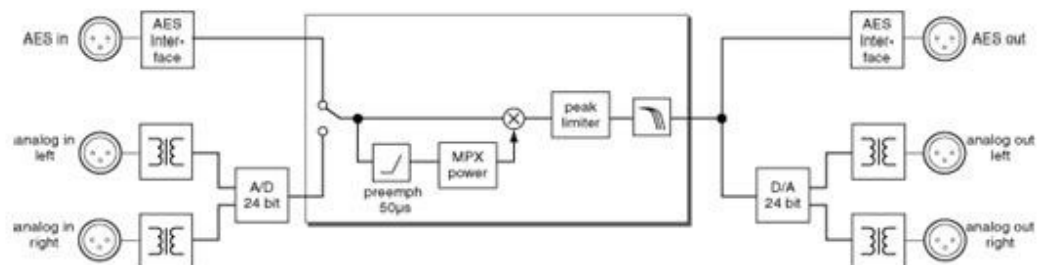 AES in
AES
Inter-
face
analog in
left
analog in
right
A/D
24 bit
preemph
50µs
MPX
power
peak
limiter
AES
Inter-
face
AES out
D/A
24 bit
analog out
left
analog out
right